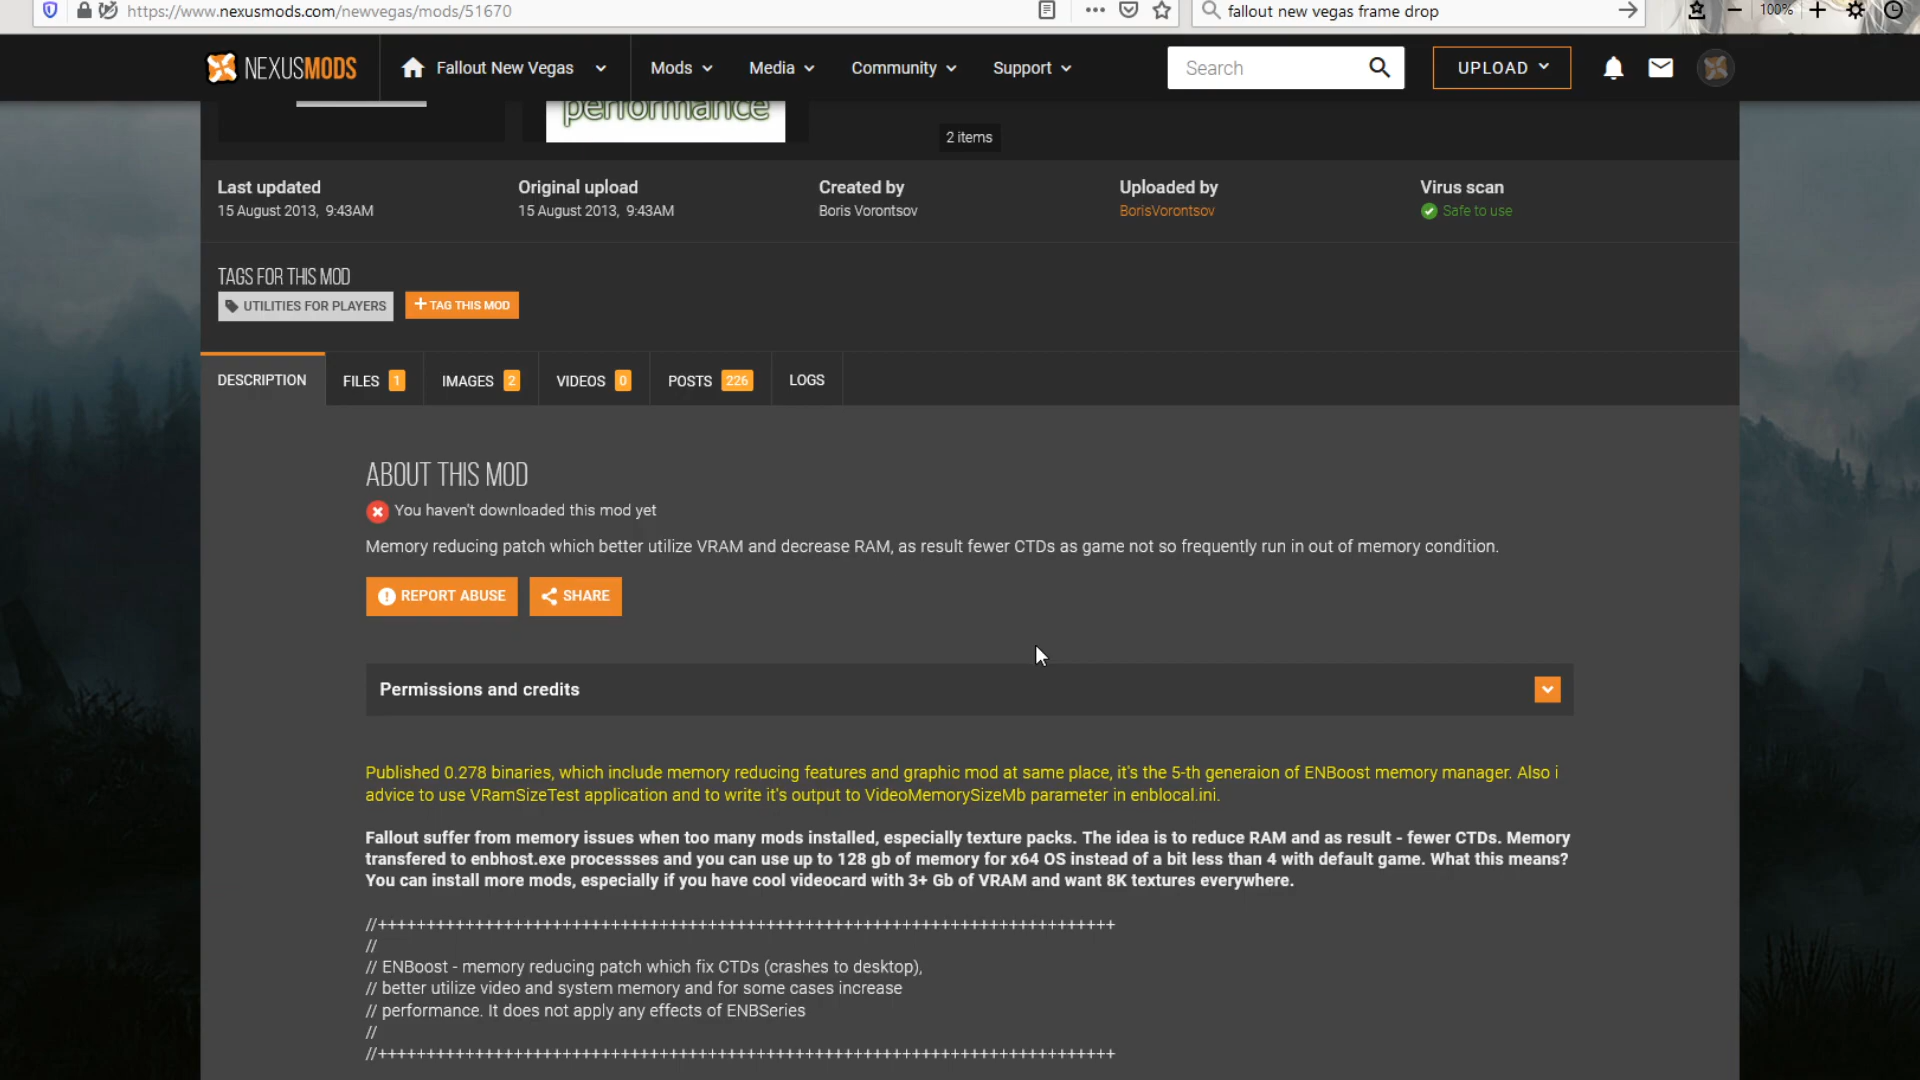 https://www.nexusmods.com/newvegas/mods/51670
fallout new vegas frame drop
100%
NEXUSMODS
Fallout New Vegas
Mods
Media
Community
Support
Search
UPLOAD
performance
2 items
Last updated
15 August 2013, 9:43AM
Original upload
15 August 2013, 9:43AM
Created by
Boris Vorontsov
Uploaded by
BorisVorontsov
Virus scan
Safe to use
TAGS FOR THIS MOD
UTILITIES FOR PLAYERS
+ TAG THIS MOD
DESCRIPTION
FILES 1
IMAGES 2
VIDEOS 0
POSTS 226
LOGS
ABOUT THIS MOD
You haven't downloaded this mod yet
Memory reducing patch which better utilize VRAM and decrease RAM, as result fewer CTDs as game not so frequently run in out of memory condition.
REPORT ABUSE
SHARE
Permissions and credits
Published 0.278 binaries, which include memory reducing features and graphic mod at same place, it's the 5-th generaion of ENBoost memory manager. Also i
advice to use VRamSizeTest application and to write it's output to VideoMemorySizeMb parameter in enblocal.ini.
Fallout suffer from memory issues when too many mods installed, especially texture packs. The idea is to reduce RAM and as result - fewer CTDs. Memory
transfered to enbhost.exe processses and you can use up to 128 gb of memory for x64 OS instead of a bit less than 4 with default game. What this means?
You can install more mods, especially if you have cool videocard with 3+ Gb of VRAM and want 8K textures everywhere.
//++++++++++++++++++++++++++++++++++++++++++++++++++++++++++++++++++++++++++
//
// ENBoost - memory reducing patch which fix CTDs (crashes to desktop),
// better utilize video and system memory and for some cases increase
// performance. It does not apply any effects of ENBSeries
//
//++++++++++++++++++++++++++++++++++++++++++++++++++++++++++++++++++++++++++